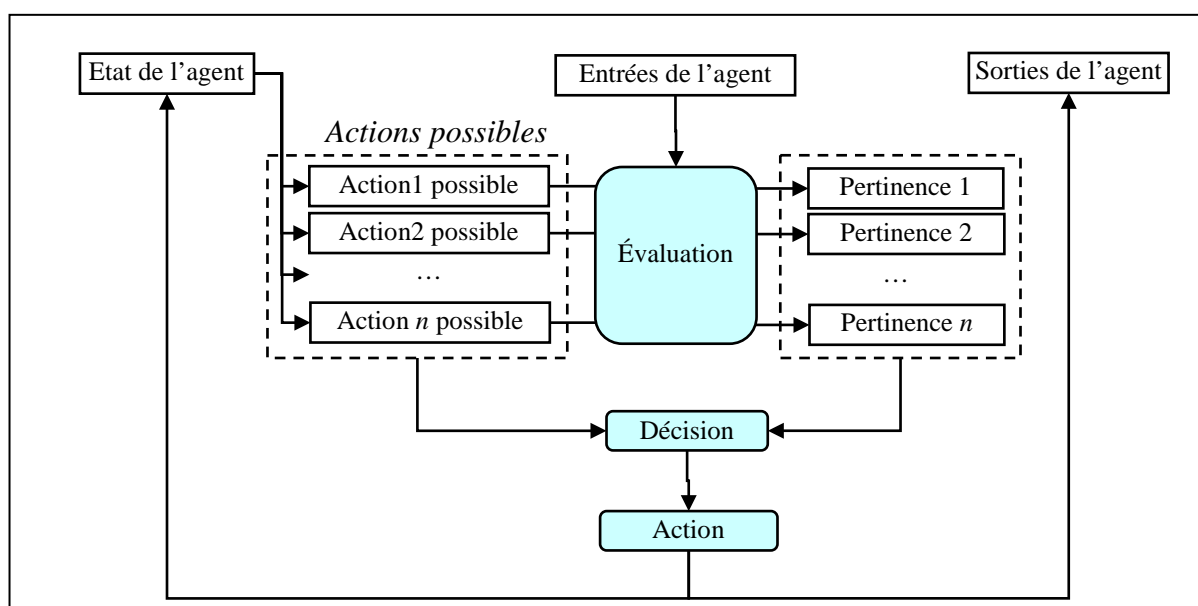 Etat de l'agent
Entrées de l'agent
Sorties de l'agent
Actions possibles
Action1 possible
Action2 possible
…
Action n possible
Évaluation
Pertinence 1
Pertinence 2
…
Pertinence n
Décision
Action